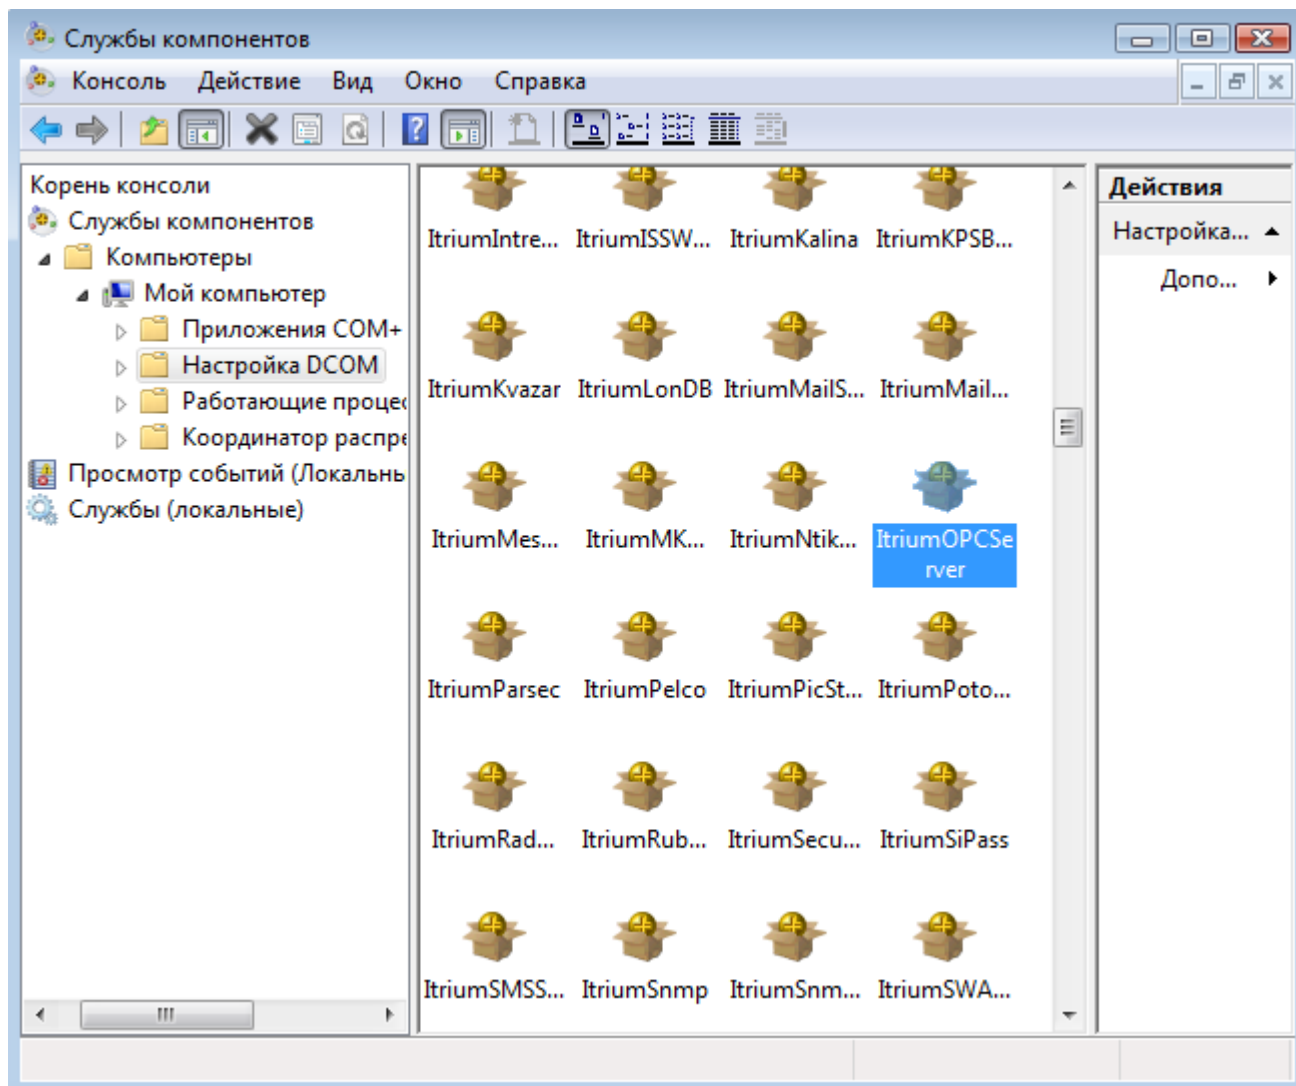 Службы компонентов
Консоль Действие Вид Окно Справка
Корень консоли
Службы компонентов
Компьютеры
Мой компьютер
Приложения COM+
Настройка DCOM
Работающие процес
Координатор распре
Просмотр событий (Локальнь
Службы (локальные)
ItriumIntre... ItriumISSW... ItriumKalina ItriumKPSB...
ItriumKvazar ItriumLonDB ItriumMailS... ItriumMail...
ItriumMes... ItriumMK... ItriumNtik... ItriumOPCSe
rver
ItriumParsec ItriumPelco ItriumPicSt... ItriumPoto...
ItriumRad... ItriumRub... ItriumSecu... ItriumSiPass
ItriumSMSS... ItriumSnmp ItriumSnm... ItriumSWA...
Действия
Настройка...
Допо...